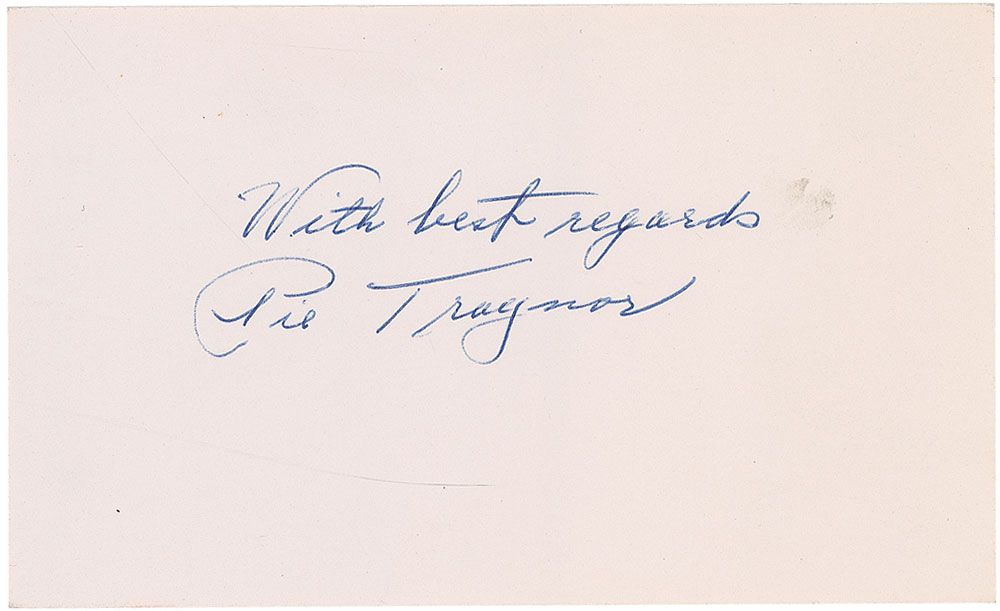 With best regards
Pie Traynor